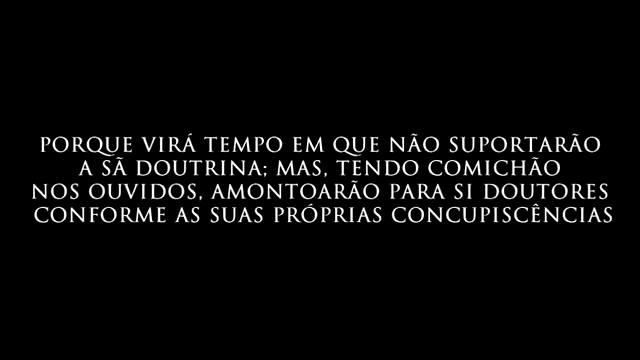 PORQUE VIRÁ TEMPO EM QUE NÃO SUPORTARÃO
A SÃ DOUTRINA; MAS, TENDO COMICHÃO
NOS OUVIDOS, AMONTOARÃO PARA SI DOUTORES
CONFORME AS SUAS PRÓPRIAS CONCUPISCÊNCIAS